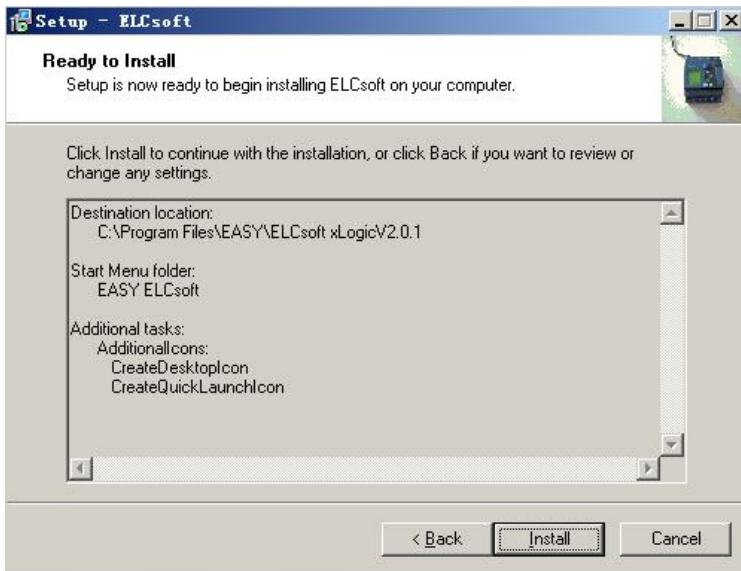 Setup - ELCsoft
Ready to Install
Setup is now ready to begin installing ELCsoft on your computer.
Click Install to continue with the installation, or click Back if you want to review or
change any settings.
Destination location:
C:\Program Files\EASY\ELCsoft xLogicV2.0.1
Start Menu folder:
EASY ELCsoft
Additional tasks:
AdditionalIcons:
CreateDesktopIcon
CreateQuickLaunchIcon
< Back Install Cancel